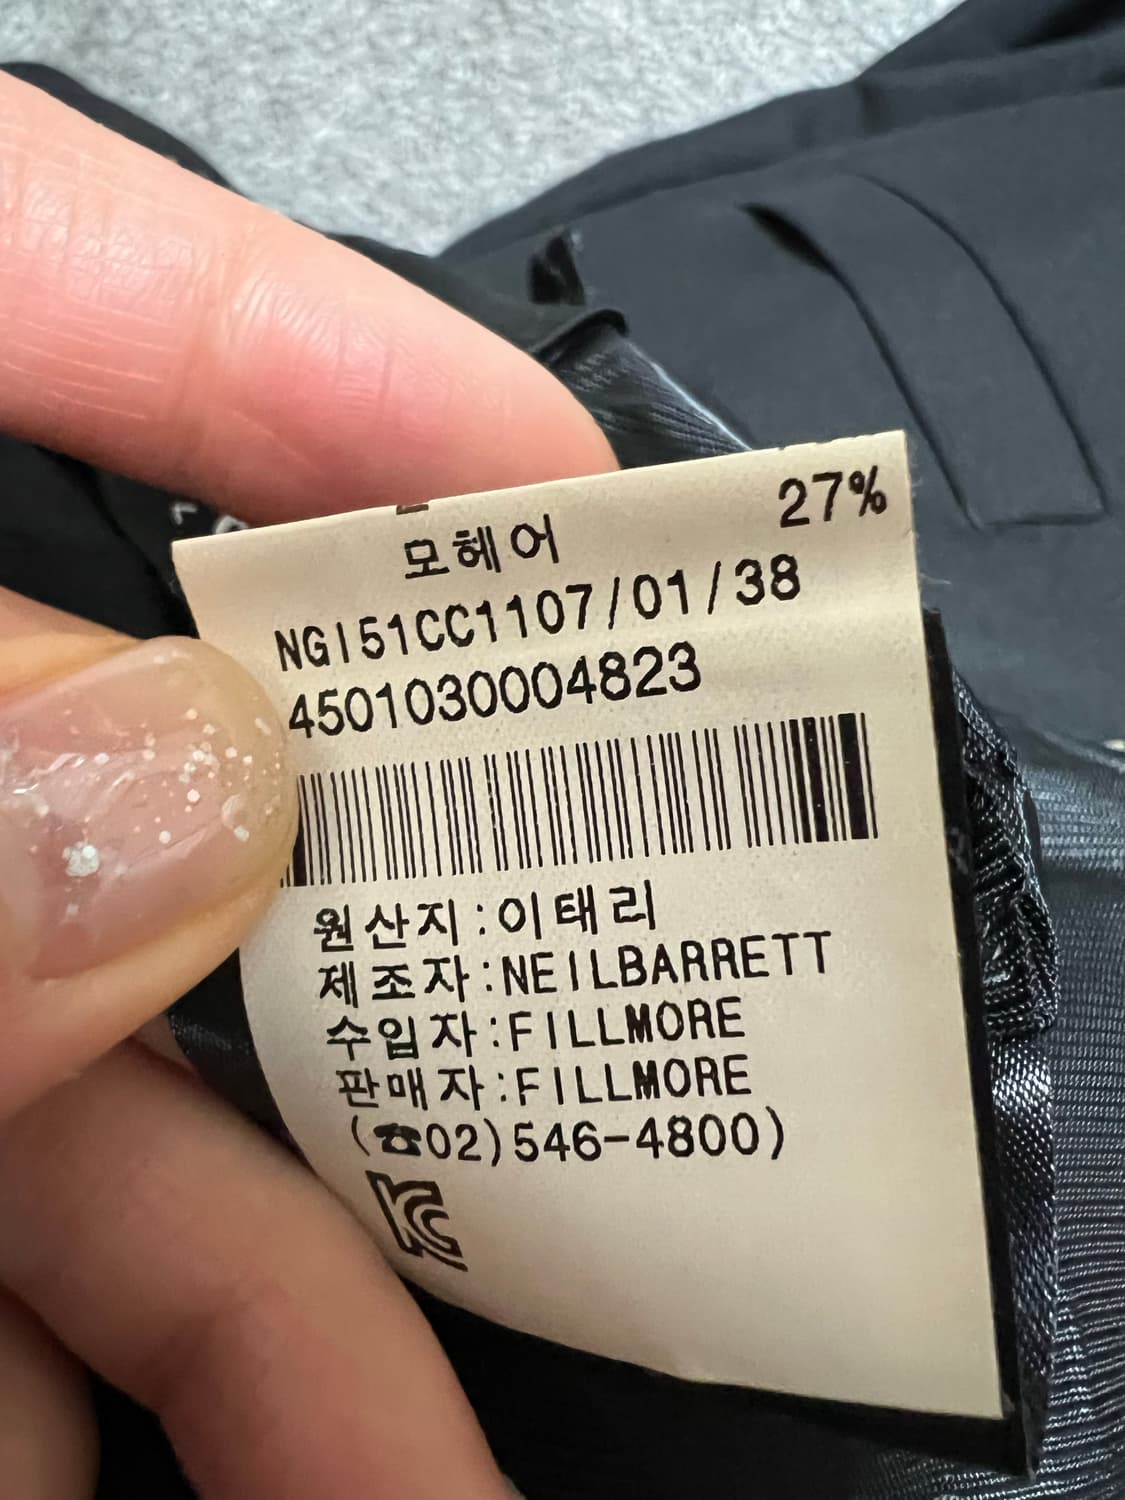 모헤어 27%
NGI51CC1107/01/38
4501030004823
원산지:이태리
제조자:NEILBARRETT
수입자:FILLMORE
판매자:FILLMORE
(☎02)546-4800)
KC